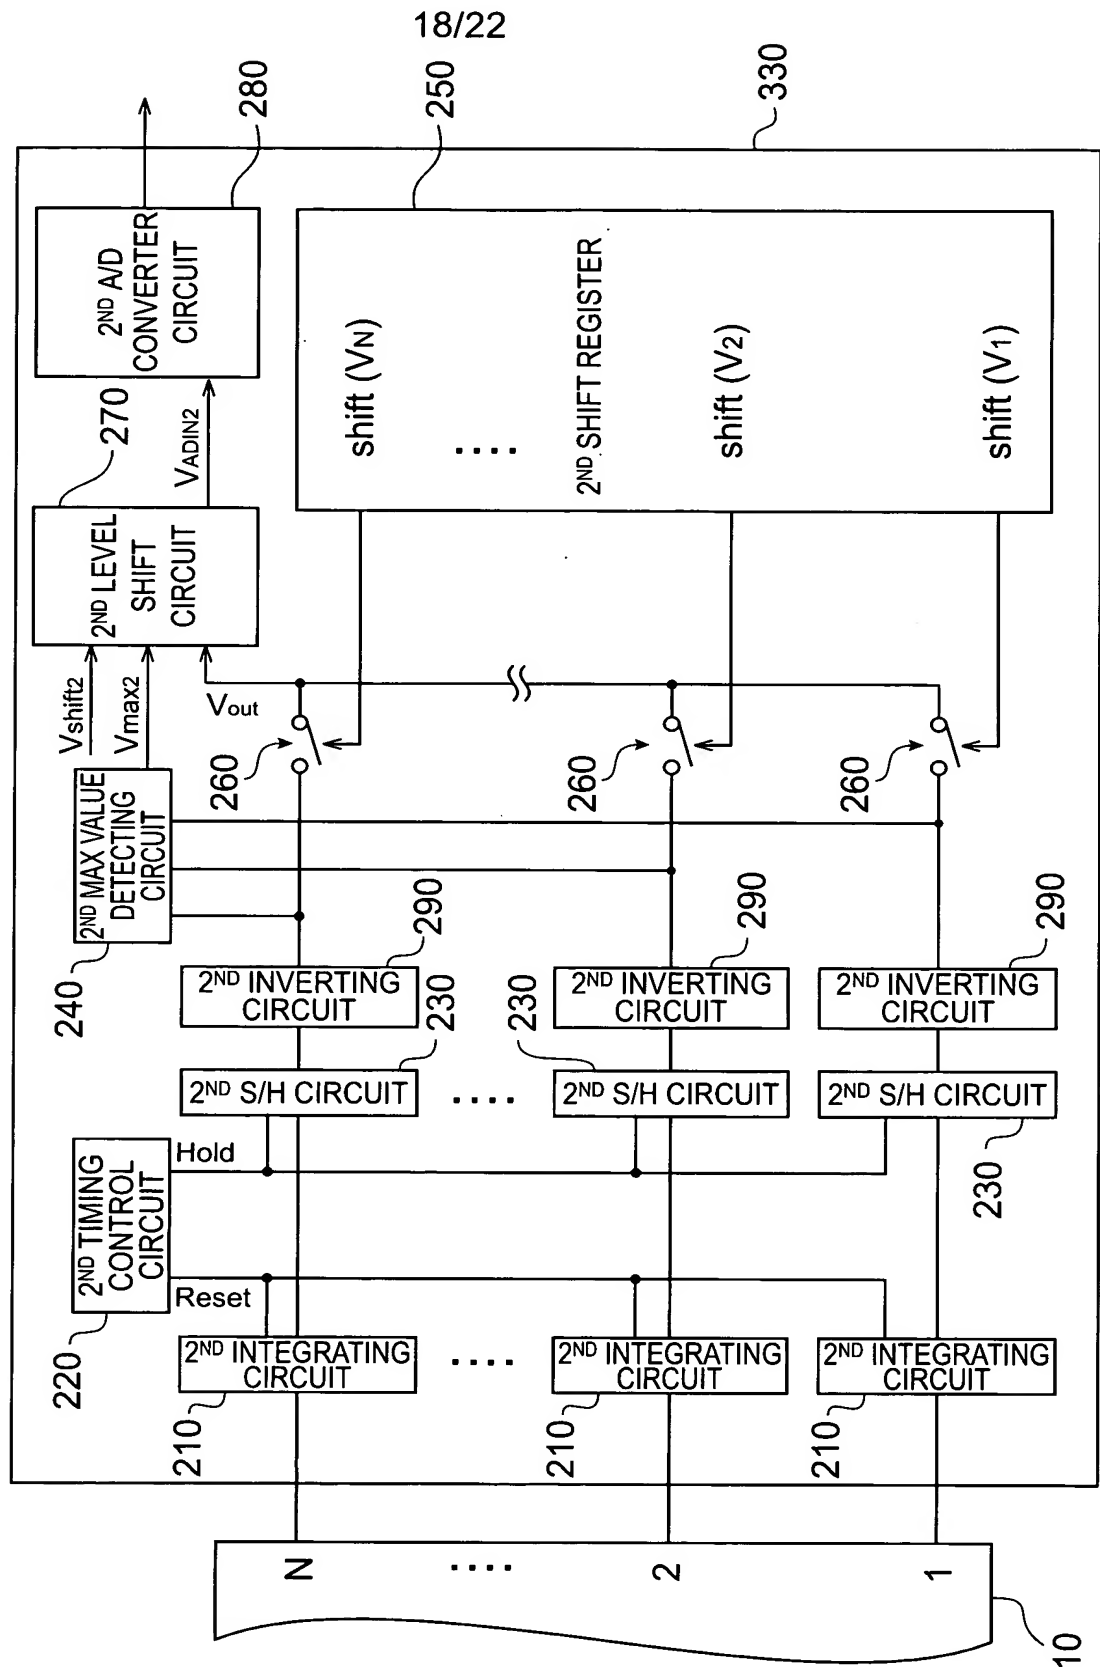 18/22
280
250
330
2ND A/D
CONVERTER
CIRCUIT
2ND SHIFT REGISTER
shift (VN)
....
shift (V2)
shift (V1)
270
VADIN2
2ND LEVEL
SHIFT
CIRCUIT
Vshift2
Vmax2
Vout
260
260
260
2ND MAX VALUE
DETECTING
CIRCUIT
240
290
290
290
2ND INVERTING
CIRCUIT
2ND INVERTING
CIRCUIT
2ND INVERTING
CIRCUIT
230
230
230
2ND S/H CIRCUIT
....
2ND S/H CIRCUIT
2ND S/H CIRCUIT
2ND TIMING
CONTROL
CIRCUIT
Hold
Reset
220
2ND INTEGRATING
CIRCUIT
....
2ND INTEGRATING
CIRCUIT
2ND INTEGRATING
CIRCUIT
210
210
210
N
....
2
1
10